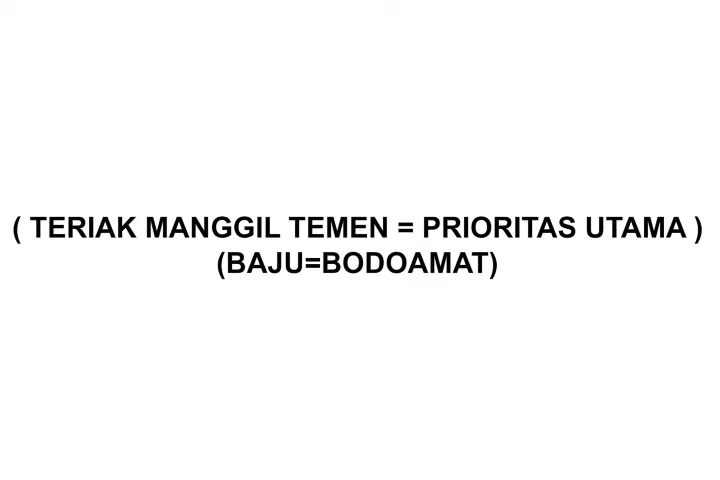 ( TERIAK MANGGIL TEMEN = PRIORITAS UTAMA )
(BAJU=BODOAMAT)